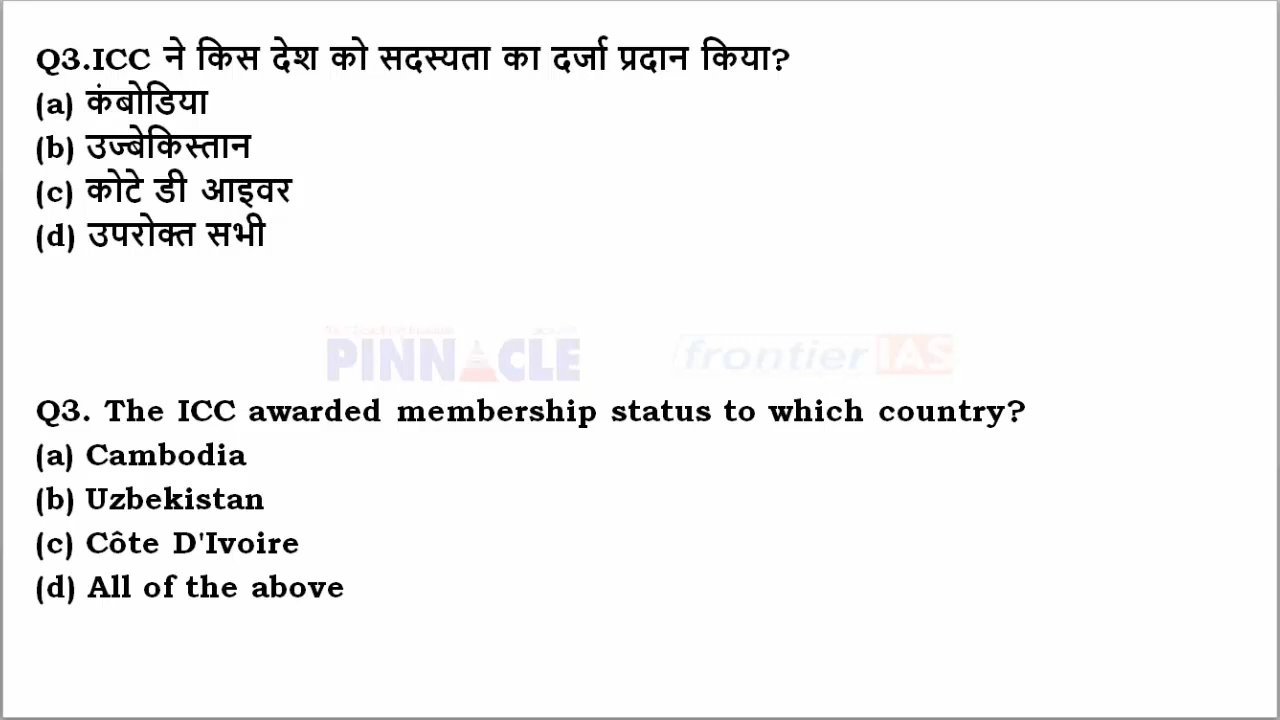 Q3.ICC ने किस देश को सदस्यता का दर्जा प्रदान किया?
(a) कंबोडिया
(b) उज्बेकिस्तान
(c) कोटे डी आइवर
(d) उपरोक्त सभी
PINNACLE frontier IAS
Q3. The ICC awarded membership status to which country?
(a) Cambodia
(b) Uzbekistan
(c) Côte D'Ivoire
(d) All of the above